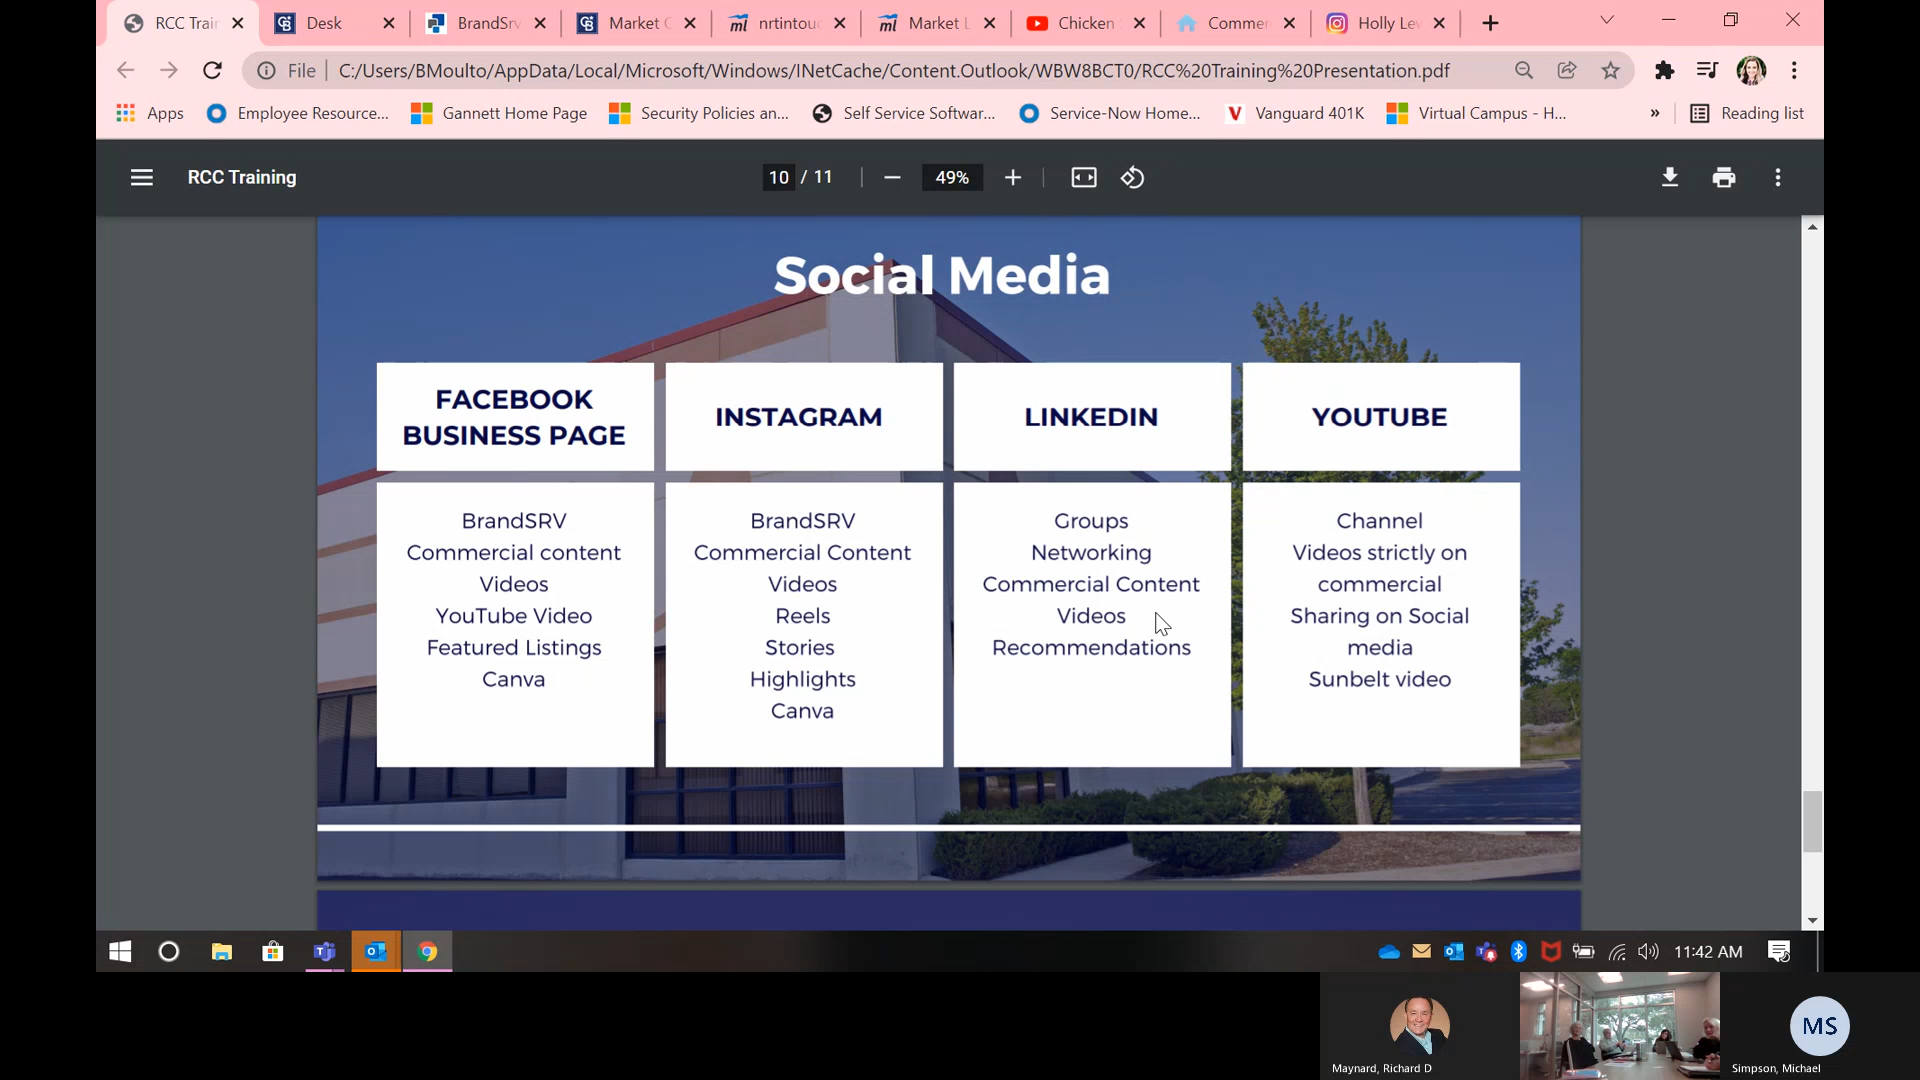 RCC Trai
Desk
BrandSrv
Market
nrtintou
Market L
Chicken
Commer
Holly Le
File
C:/Users/BMoulto/AppData/Local/Microsoft/Windows/INetCache/Content.Outlook/WBW8BCT0/RCC%20Training%20Presentation.pdf
Apps
Employee Resource...
Gannett Home Page
Security Policies an...
Self Service Softwar...
Service-Now Home...
Vanguard 401K
Virtual Campus - H...
»
Reading list
RCC Training
10 / 11
49%
Social Media
FACEBOOK
BUSINESS PAGE
BrandSRV
Commercial content
Videos
YouTube Video
Featured Listings
Canva
INSTAGRAM
BrandSRV
Commercial Content
Videos
Reels
Stories
Highlights
Canva
LINKEDIN
Groups
Networking
Commercial Content
Videos
Recommendations
YOUTUBE
Channel
Videos strictly on
commercial
Sharing on Social
media
Sunbelt video
11:42 AM
Maynard, Richard D
MS
Simpson, Michael